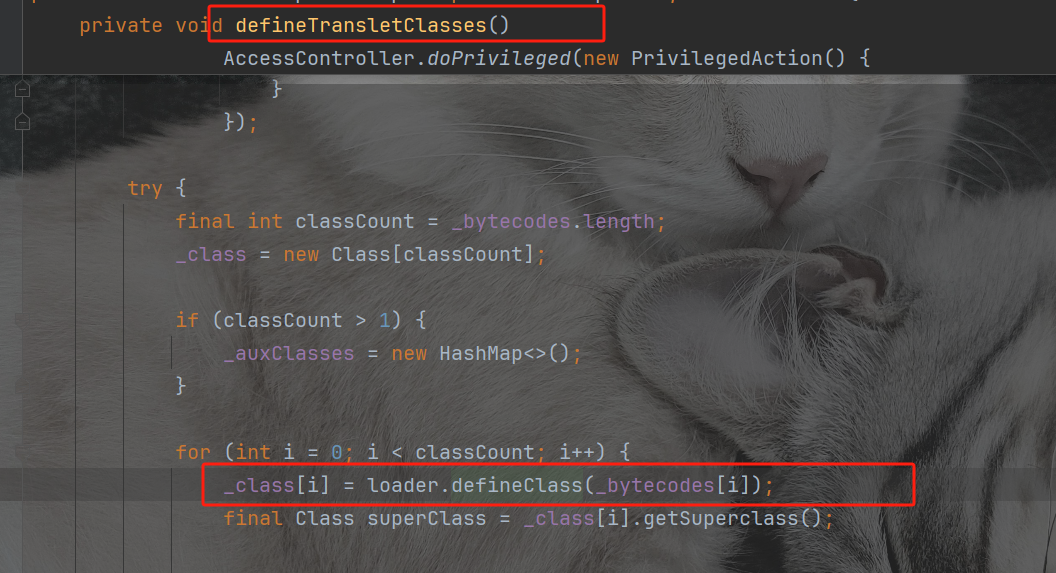 private void defineTransletClasses()
AccessController.doPrivileged(new PrivilegedAction() {
}
});
try {
final int classCount = _bytecodes.length;
_class = new Class[classCount];
if (classCount > 1) {
_auxClasses = new HashMap<>();
}
for (int i = 0; i < classCount; i++) {
_class[i] = loader.defineClass(_bytecodes[i]);
final Class superClass = _class[i].getSuperclass();